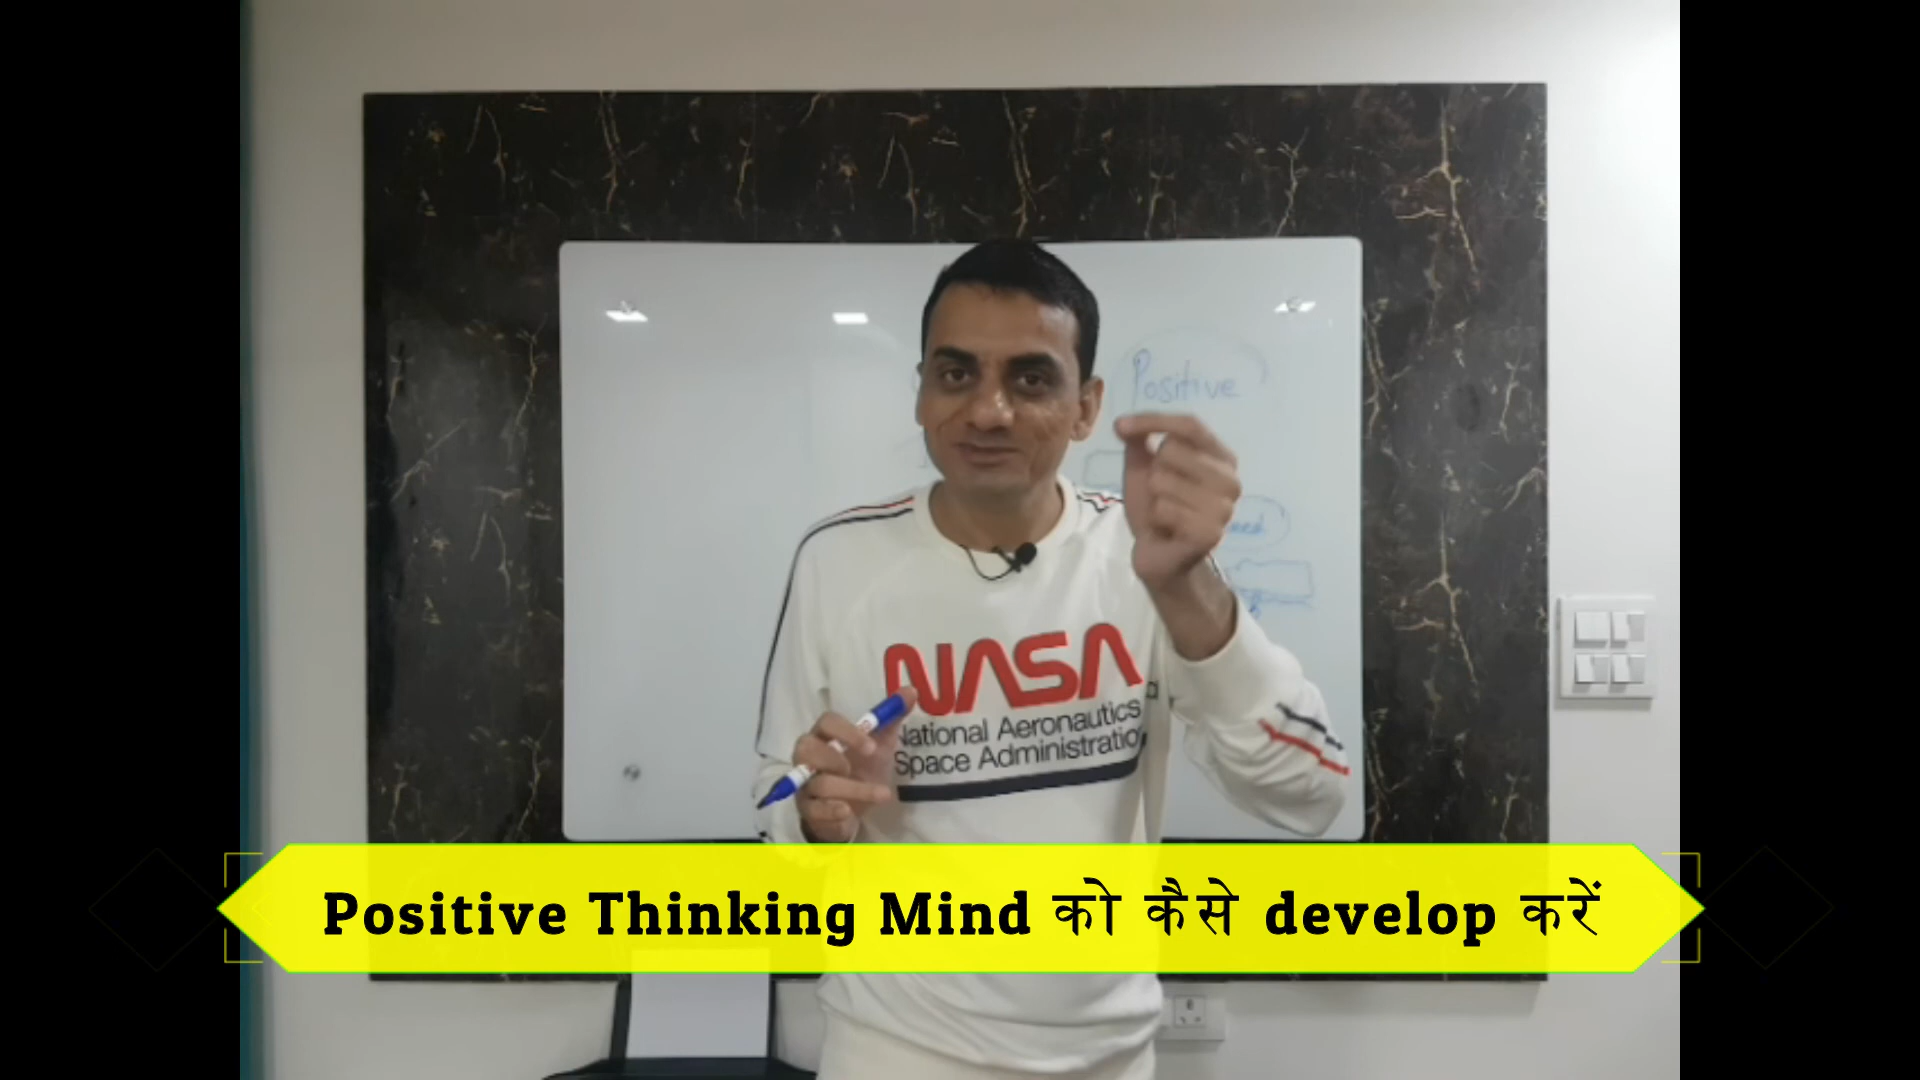 Positive
NASA
National Aeronautics
Space Administration
Positive Thinking Mind को कैसे develop करें